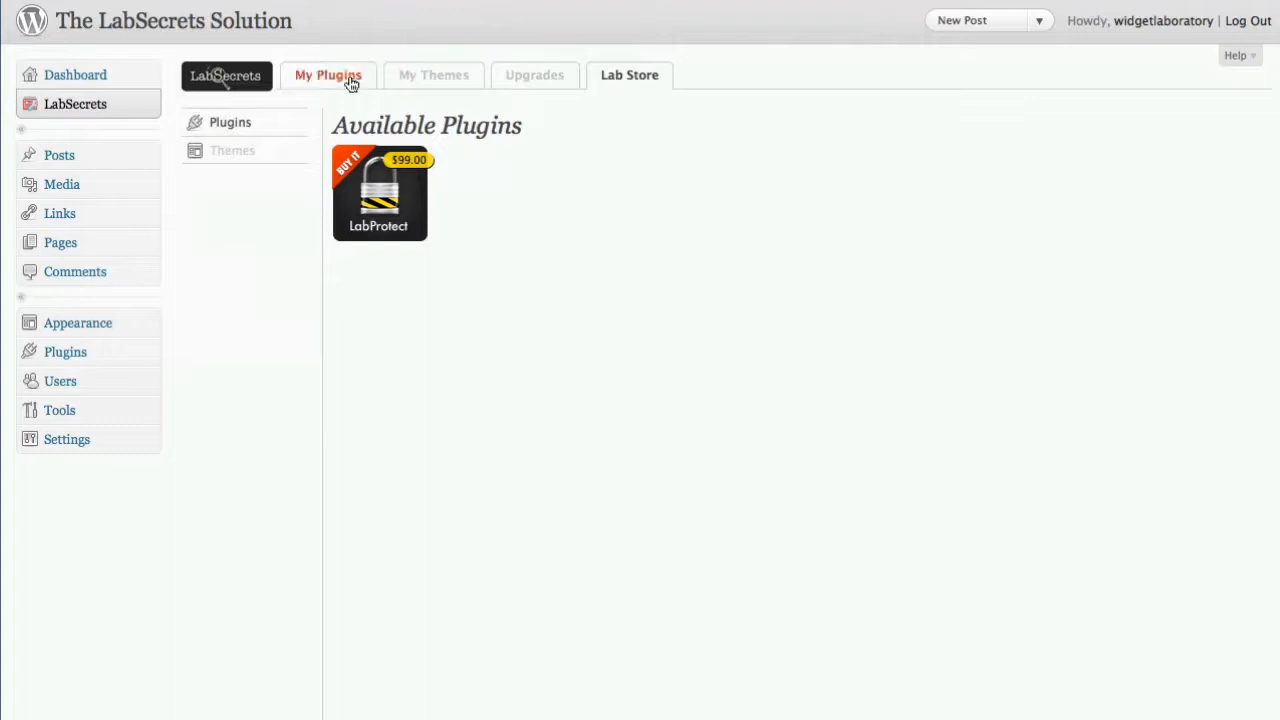 The LabSecrets Solution
New Post
Howdy, widgetlaboratory | Log Out
Help
Dashboard
LabSecrets
Posts
Media
Links
Pages
Comments
Appearance
Plugins
Users
Tools
Settings
LabSecrets
My Plugins
My Themes
Upgrades
Lab Store
Plugins
Themes
Available Plugins
BUY IT
$99.00
LabProtect